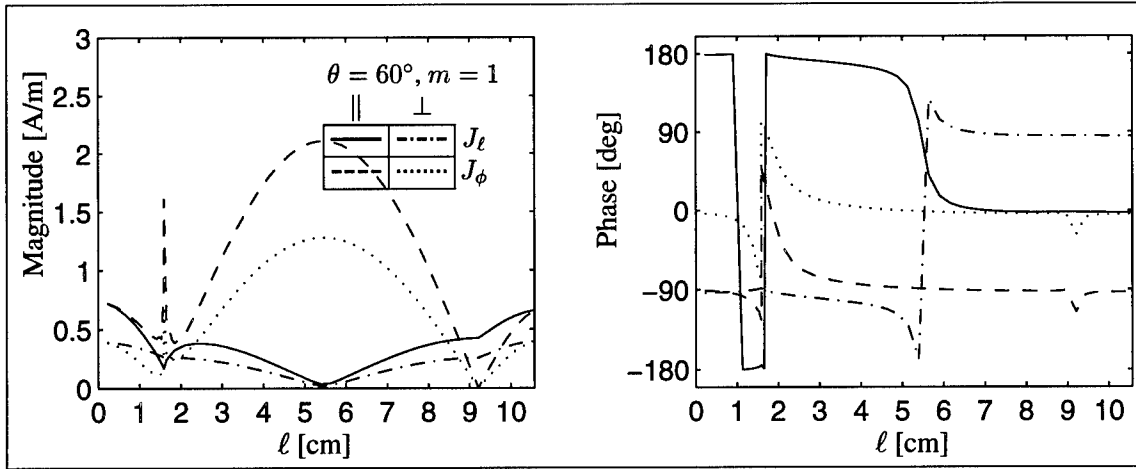 3
2.5
2
1.5
1
0.5
0
Magnitude [A/m]
θ = 60°, m = 1
|| ⊥
J_ℓ
J_ϕ
0 1 2 3 4 5 6 7 8 9 10
ℓ [cm]
180
90
0
−90
−180
Phase [deg]
0 1 2 3 4 5 6 7 8 9 10
ℓ [cm]